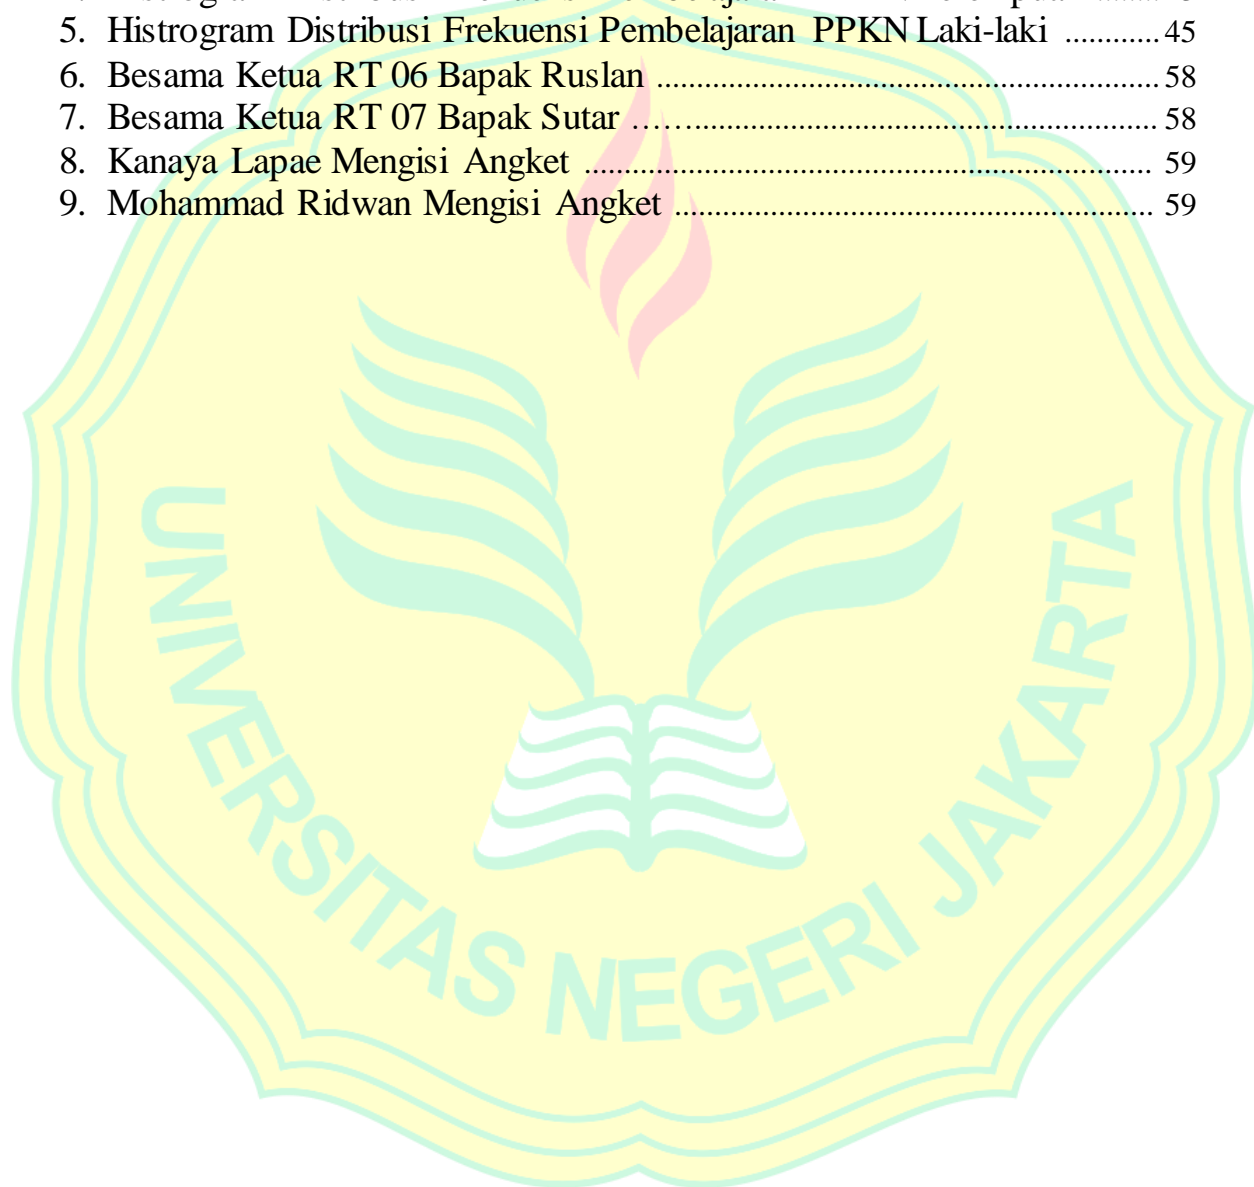 5. Histrogram Distribusi Frekuensi Pembelajaran PPKN Laki-laki ............ 45
6. Besama Ketua RT 06 Bapak Ruslan ................................................................ 58
7. Besama Ketua RT 07 Bapak Sutar ................................................................ 58
8. Kanaya Lapae Mengisi Angket ........................................................................ 59
9. Mohammad Ridwan Mengisi Angket ............................................................ 59
UNIVERSITAS NEGERI JAKARTA